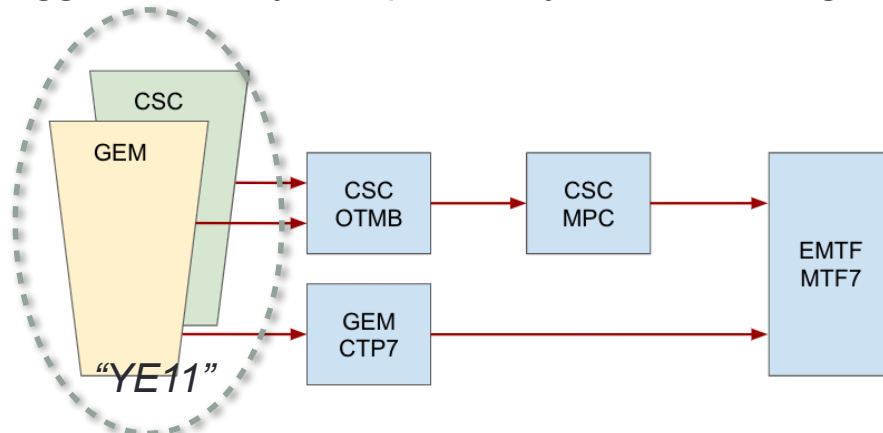 CSC
GEM
CSC
OTMB
CSC
MPC
EMTF
MTF7
GEM
CTP7
“YE11”